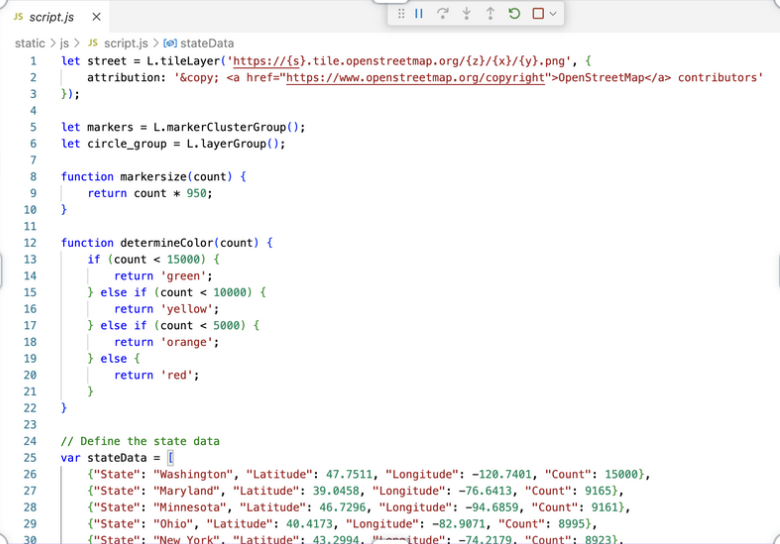 JS script.js ×
static > js > JS script.js > stateData
1 let street = L.tileLayer('https://{s}.tile.openstreetmap.org/{z}/{x}/{y}.png', {
2 attribution: '&copy; <a href="https://www.openstreetmap.org/copyright">OpenStreetMap</a> contributors'
3 });
4
5 let markers = L.markerClusterGroup();
6 let circle_group = L.layerGroup();
7
8 function markersize(count) {
9 return count * 950;
10 }
11
12 function determineColor(count) {
13 if (count < 15000) {
14 return 'green';
15 } else if (count < 10000) {
16 return 'yellow';
17 } else if (count < 5000) {
18 return 'orange';
19 } else {
20 return 'red';
21 }
22 }
23
24 // Define the state data
25 var stateData = [
26 {"State": "Washington", "Latitude": 47.7511, "Longitude": -120.7401, "Count": 15000},
27 {"State": "Maryland", "Latitude": 39.0458, "Longitude": -76.6413, "Count": 9165},
28 {"State": "Minnesota", "Latitude": 46.7296, "Longitude": -94.6859, "Count": 9161},
29 {"State": "Ohio", "Latitude": 40.4173, "Longitude": -82.9071, "Count": 8995},
30 {"State": "New York", "Latitude": 43.2994, "Longitude": -74.2179, "Count": 8923},